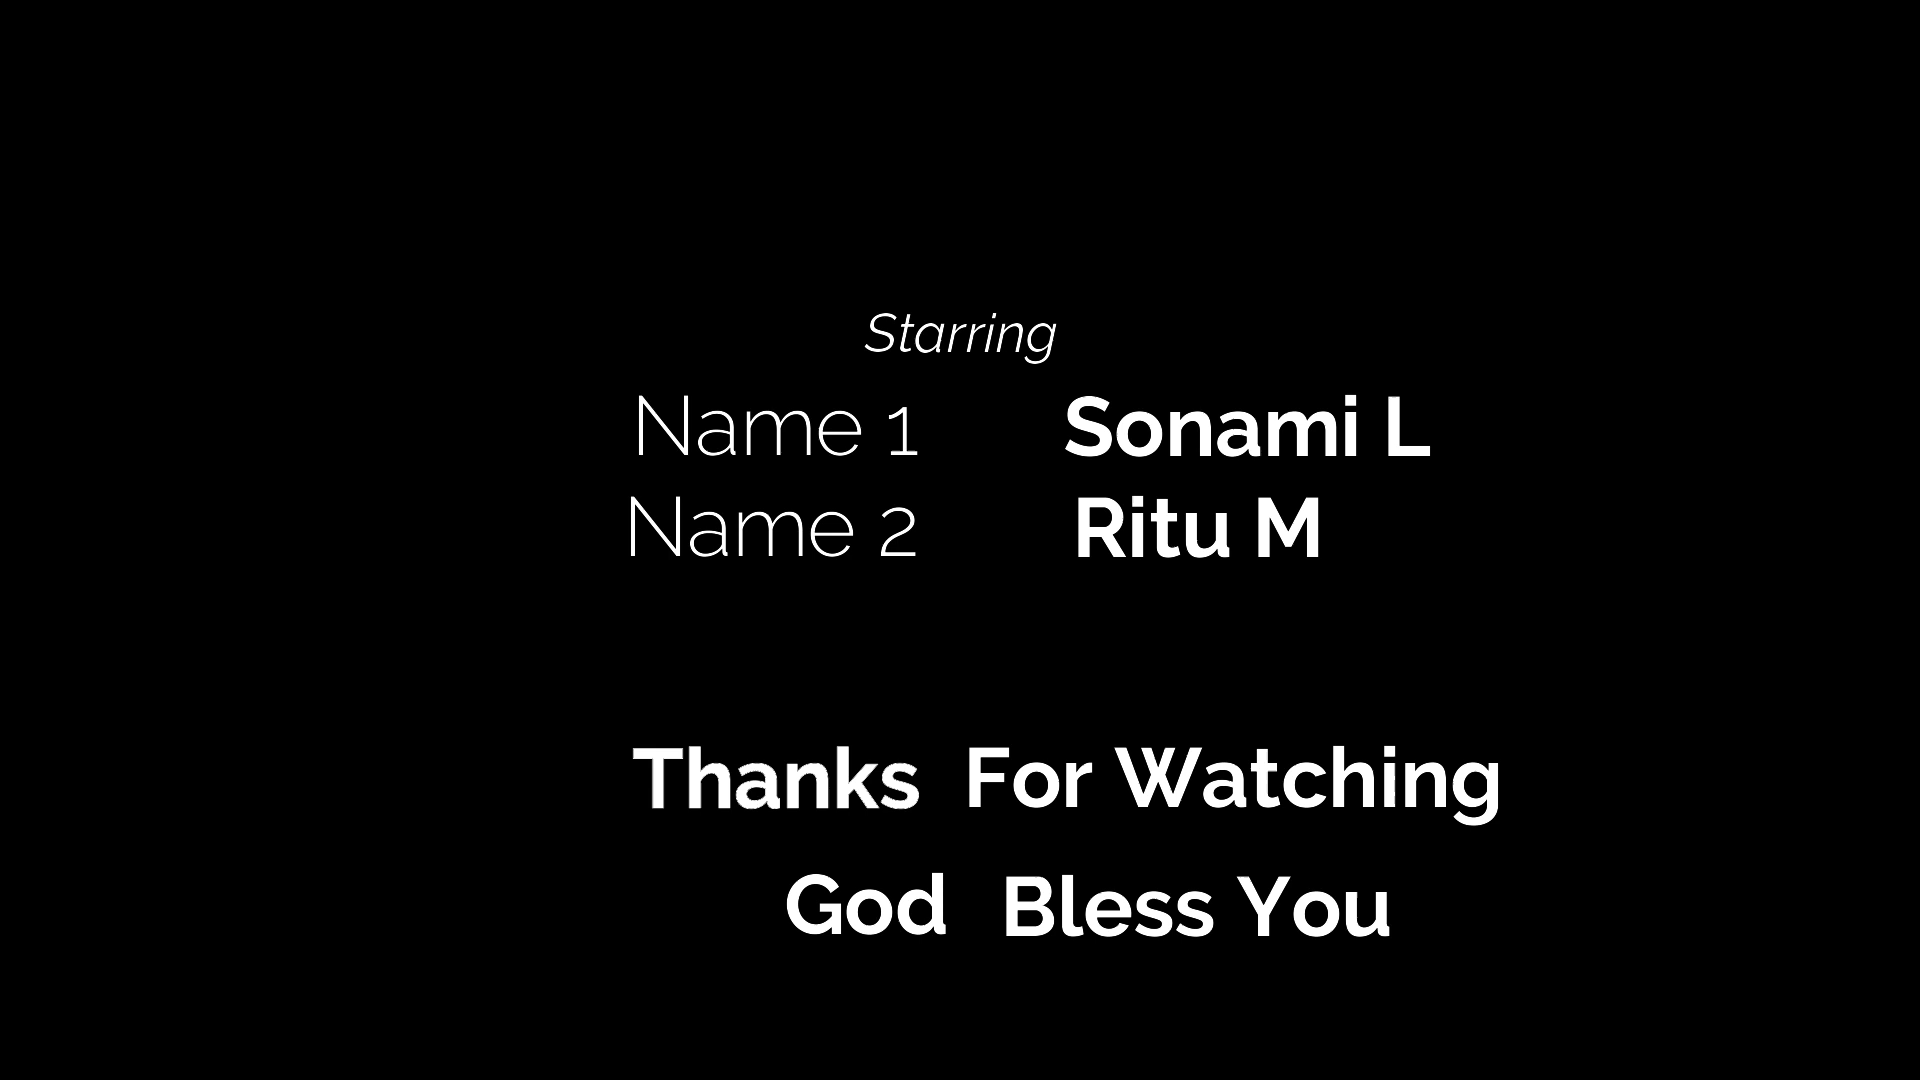 Starring
Name 1 Sonami L
Name 2 Ritu M
Thanks For Watching
God Bless You